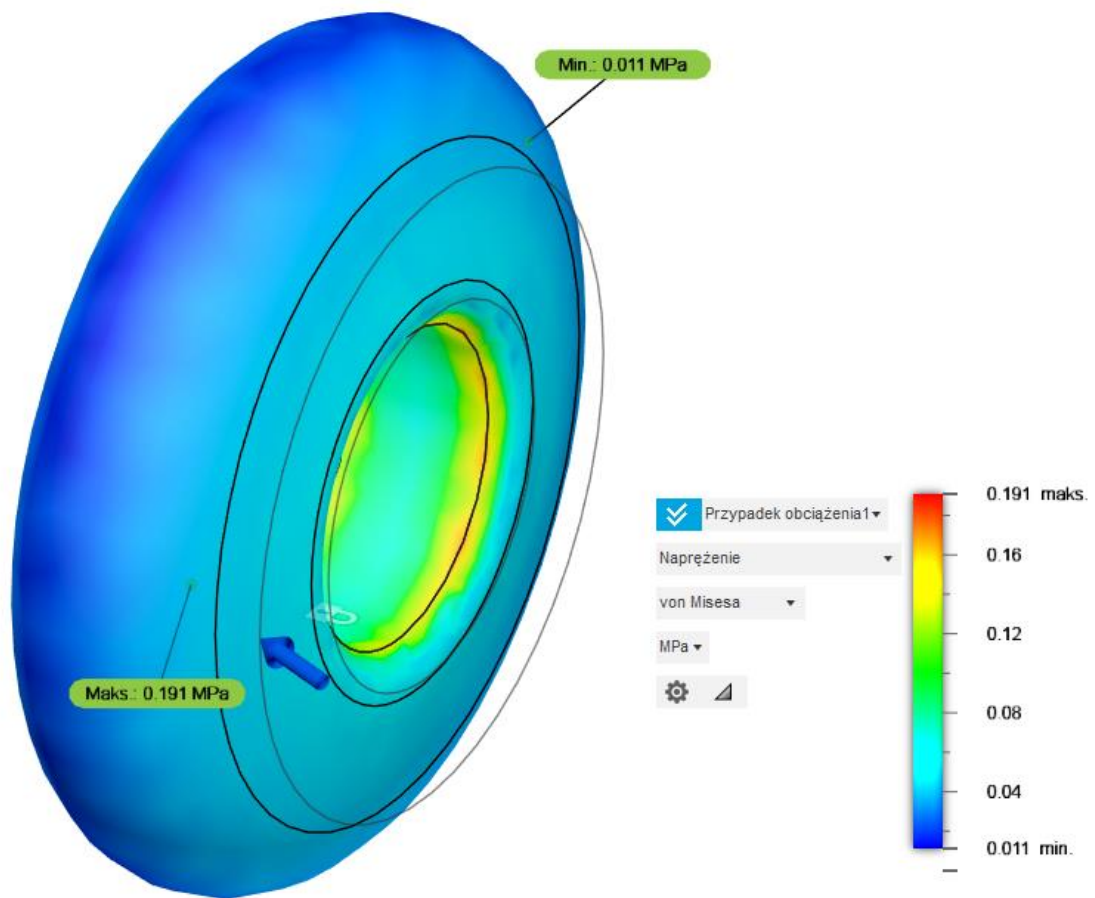 Min.: 0.011 MPa
Maks.: 0.191 MPa
Przypadek obciążenia1
Naprężenie
von Misesa
MPa
0.191 maks.
0.16
0.12
0.08
0.04
0.011 min.